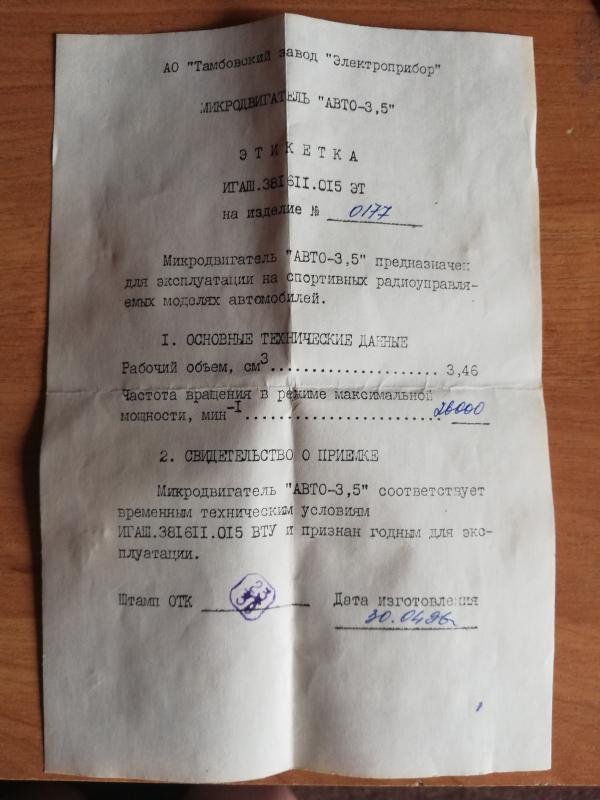 АО "Тамбовский завод "Электроприбор"
МИКРОДВИГАТЕЛЬ "АВТО-3,5"
Э Т И К Е Т К А
ИГАШ.381611.015 ЭТ
на изделие № 0177
Микродвигатель "АВТО-3,5" предназначен
для эксплуатации на спортивных радиоуправля-
емых моделях автомобилей.
I. ОСНОВНЫЕ ТЕХНИЧЕСКИЕ ДАННЫЕ
Рабочий объем, см³..................... 3,46
Частота вращения в режиме максимальной
мощности, мин⁻¹........................26000
2. СВИДЕТЕЛЬСТВО О ПРИЕМКЕ
Микродвигатель "АВТО-3,5" соответствует
временным техническим условиям
ИГАШ.381611.015 ВТУ и признан годным для экс-
плуатации.
Штамп ОТК Дата изготовления
30.04.96г